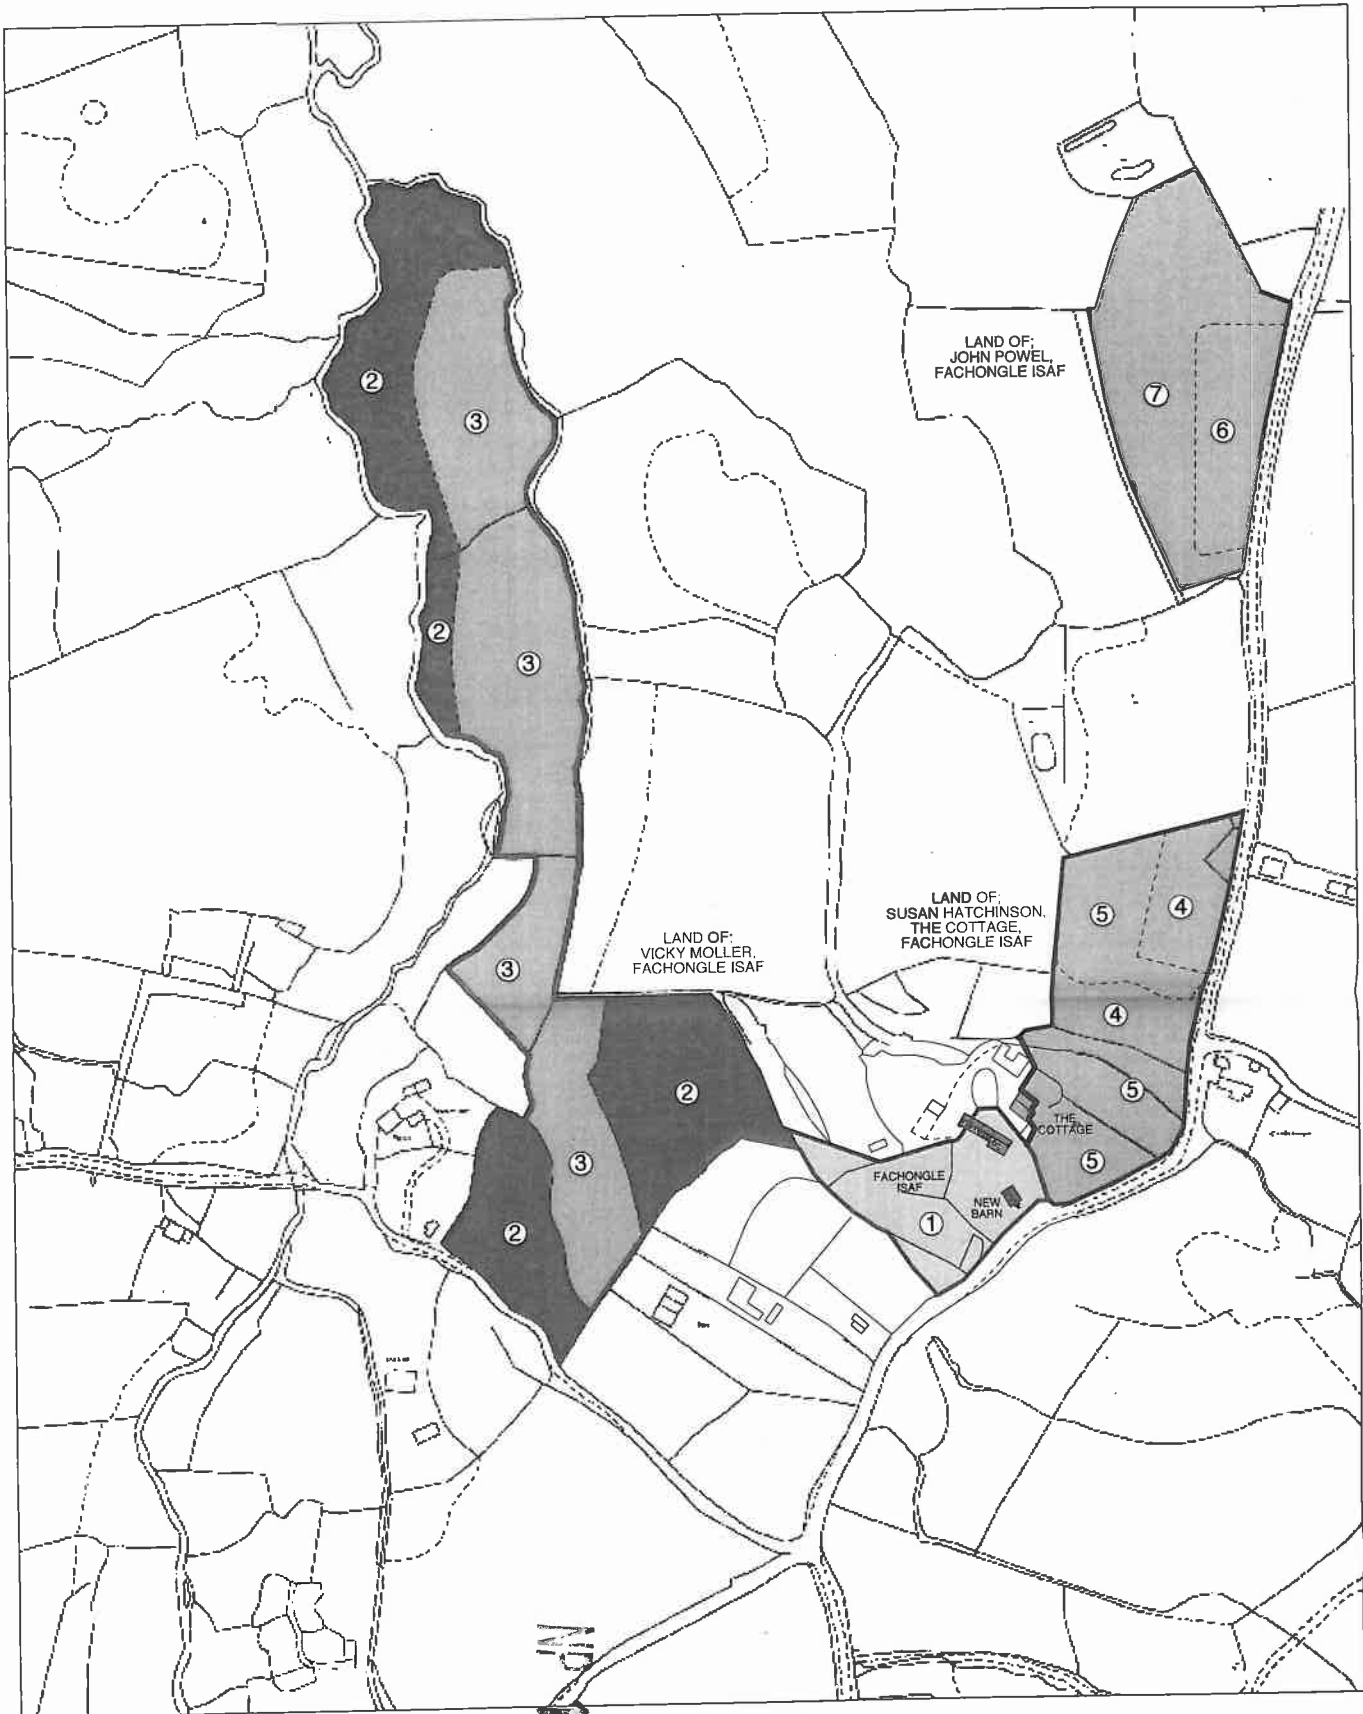 LAND OF;
JOHN POWEL,
FACHONGLE ISAF
2
7
3
6
2
3
LAND OF;
SUSAN HATCHINSON,
THE COTTAGE,
FACHONGLE ISAF
5
4
LAND OF;
VICKY MOLLER,
FACHONGLE ISAF
3
4
2
5
THE
COTTAGE
3
5
FACHONGLE
ISAF
NEW
BARN
2
1